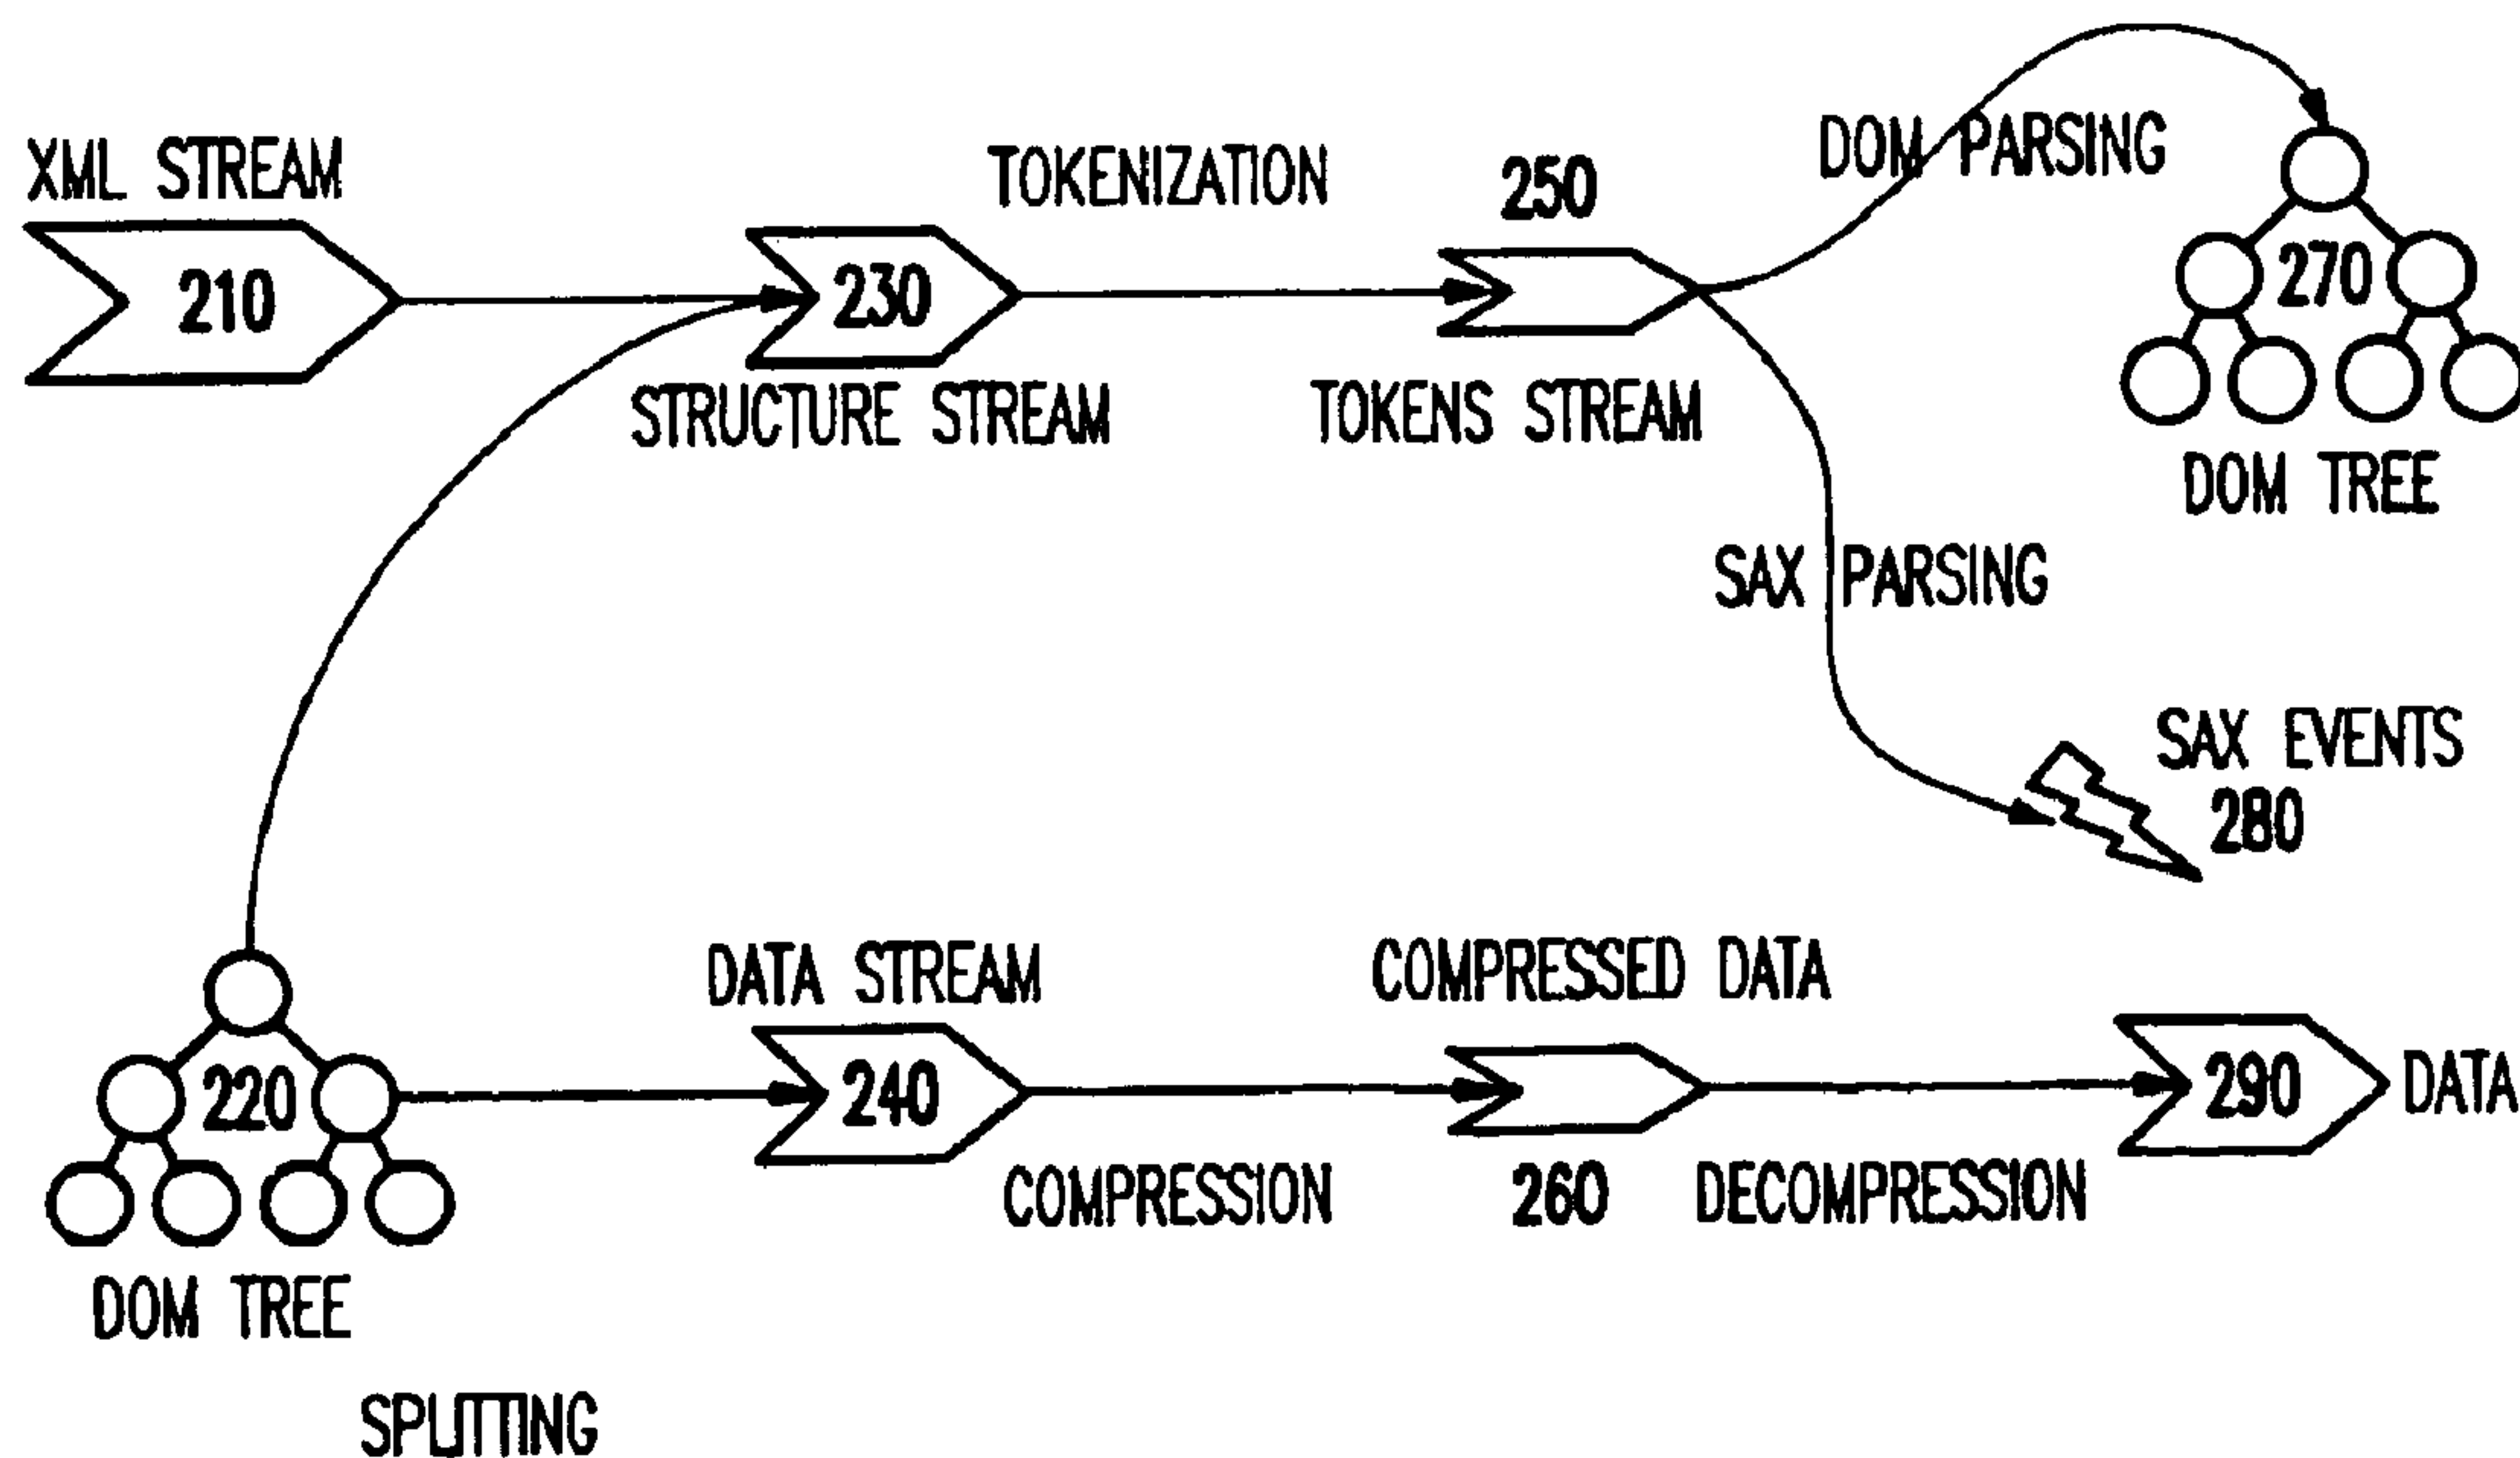 XML STREAM
210
TOKENIZATION
230
STRUCTURE STREAM
250
TOKENS STREAM
DOM PARSING
270
DOM TREE
SAX PARSING
SAX EVENTS
280
220
DOM TREE
DATA STREAM
240
COMPRESSION
COMPRESSED DATA
260
DECOMPRESSION
290
DATA
SPLITTING